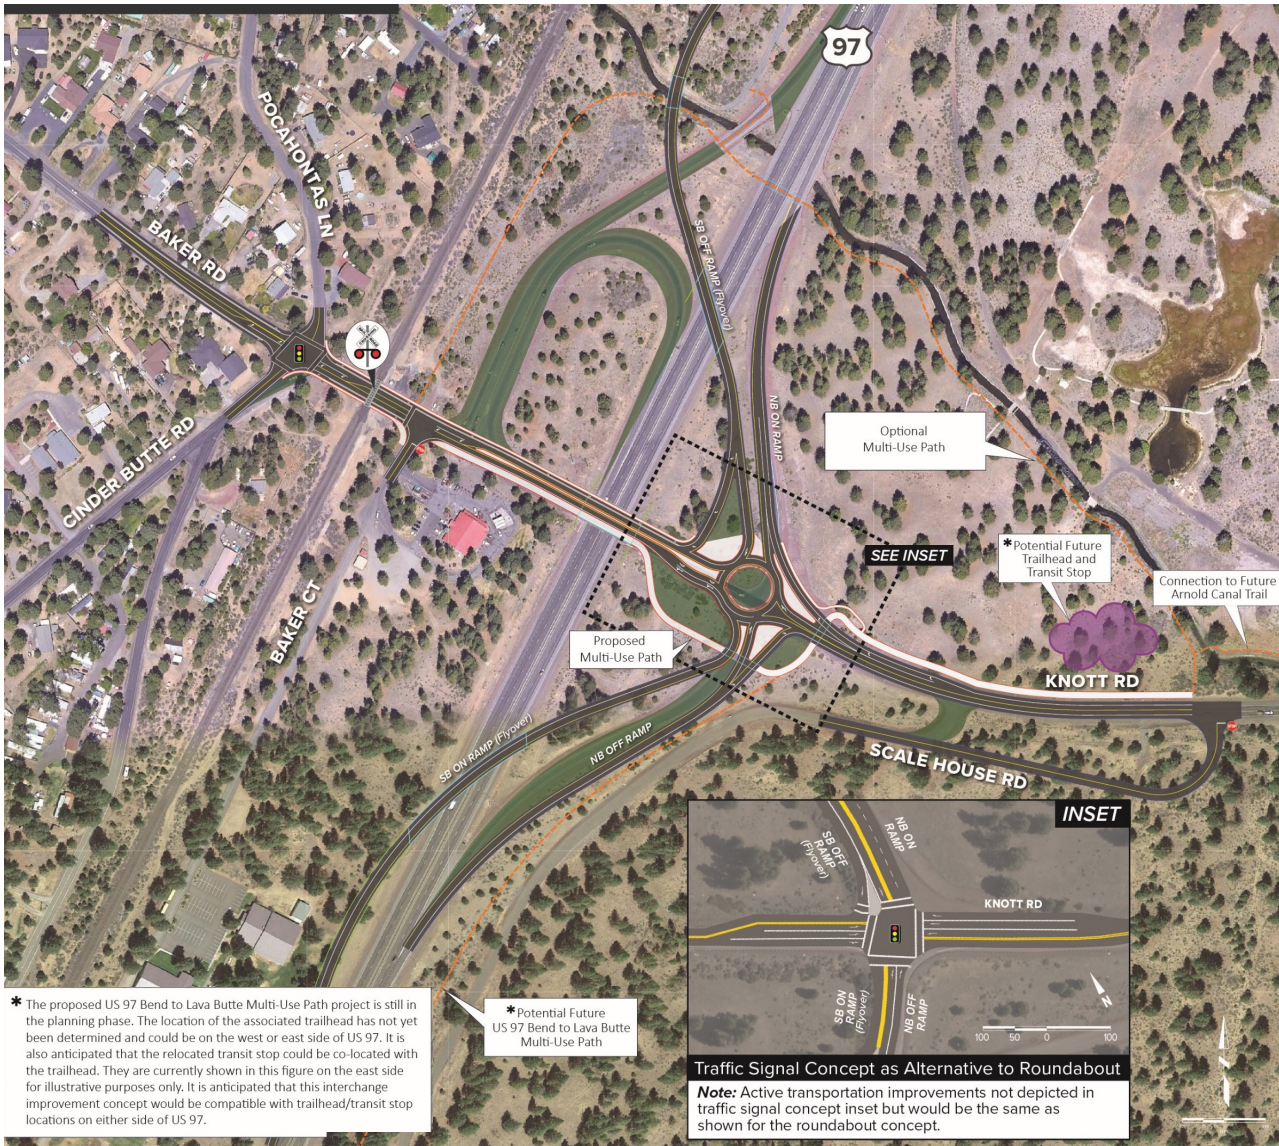 97
POCAHONTAS LN
BAKER RD
SB OFF RAMP (Flyover)
NB ON RAMP
CINDER BUTTE RD
Optional
Multi-Use Path
SEE INSET
*Potential Future
Trailhead and
Transit Stop
Connection to Future
Arnold Canal Trail
BAKER CT
Proposed
Multi-Use Path
KNOTT RD
SB ON RAMP (Flyover)
NB OFF RAMP
SCALE HOUSE RD
INSET
SB OFF
RAMP
(Flyover)
NB ON
RAMP
KNOTT RD
SB ON
RAMP
(Flyover)
NB OFF
RAMP
N
100 50 0 100
Traffic Signal Concept as Alternative to Roundabout
Note: Active transportation improvements not depicted in
traffic signal concept inset but would be the same as
shown for the roundabout concept.
*Potential Future
US 97 Bend to Lava Butte
Multi-Use Path
* The proposed US 97 Bend to Lava Butte Multi-Use Path project is still in
the planning phase. The location of the associated trailhead has not yet
been determined and could be on the west or east side of US 97. It is
also anticipated that the relocated transit stop could be co-located with
the trailhead. They are currently shown in this figure on the east side
for illustrative purposes only. It is anticipated that this interchange
improvement concept would be compatible with trailhead/transit stop
locations on either side of US 97.